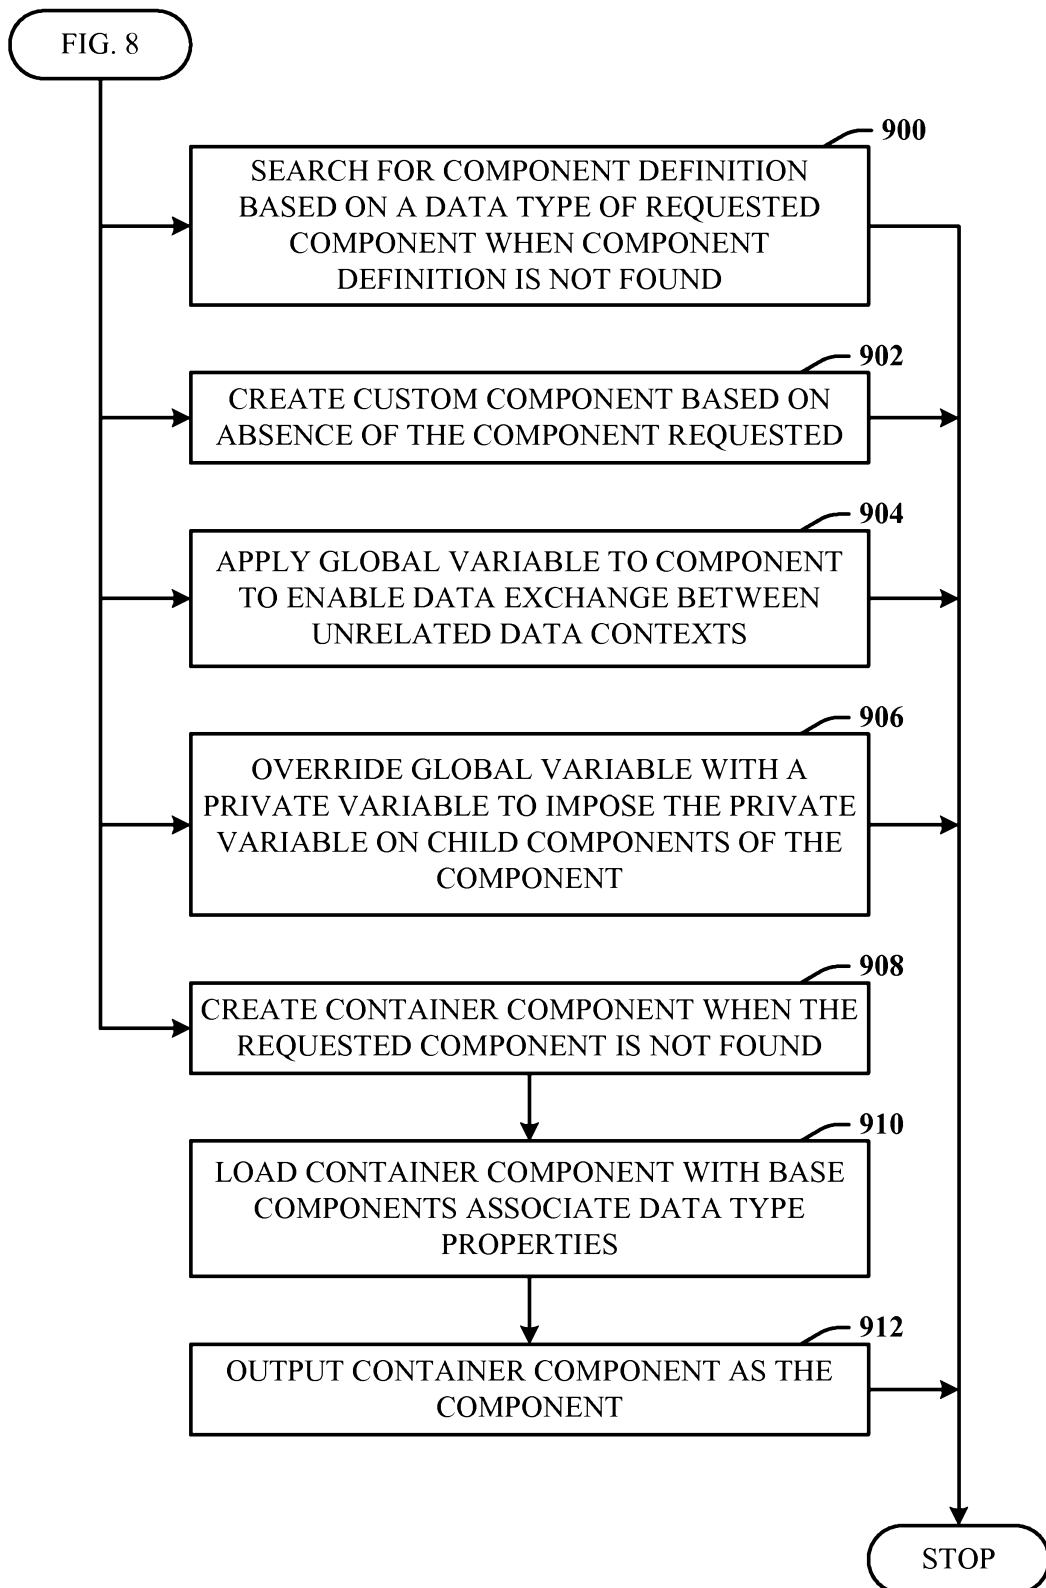 FIG. 8
900
SEARCH FOR COMPONENT DEFINITION
BASED ON A DATA TYPE OF REQUESTED
COMPONENT WHEN COMPONENT
DEFINITION IS NOT FOUND
902
CREATE CUSTOM COMPONENT BASED ON
ABSENCE OF THE COMPONENT REQUESTED
904
APPLY GLOBAL VARIABLE TO COMPONENT
TO ENABLE DATA EXCHANGE BETWEEN
UNRELATED DATA CONTEXTS
906
OVERRIDE GLOBAL VARIABLE WITH A
PRIVATE VARIABLE TO IMPOSE THE PRIVATE
VARIABLE ON CHILD COMPONENTS OF THE
COMPONENT
908
CREATE CONTAINER COMPONENT WHEN THE
REQUESTED COMPONENT IS NOT FOUND
910
LOAD CONTAINER COMPONENT WITH BASE
COMPONENTS ASSOCIATE DATA TYPE
PROPERTIES
912
OUTPUT CONTAINER COMPONENT AS THE
COMPONENT
STOP